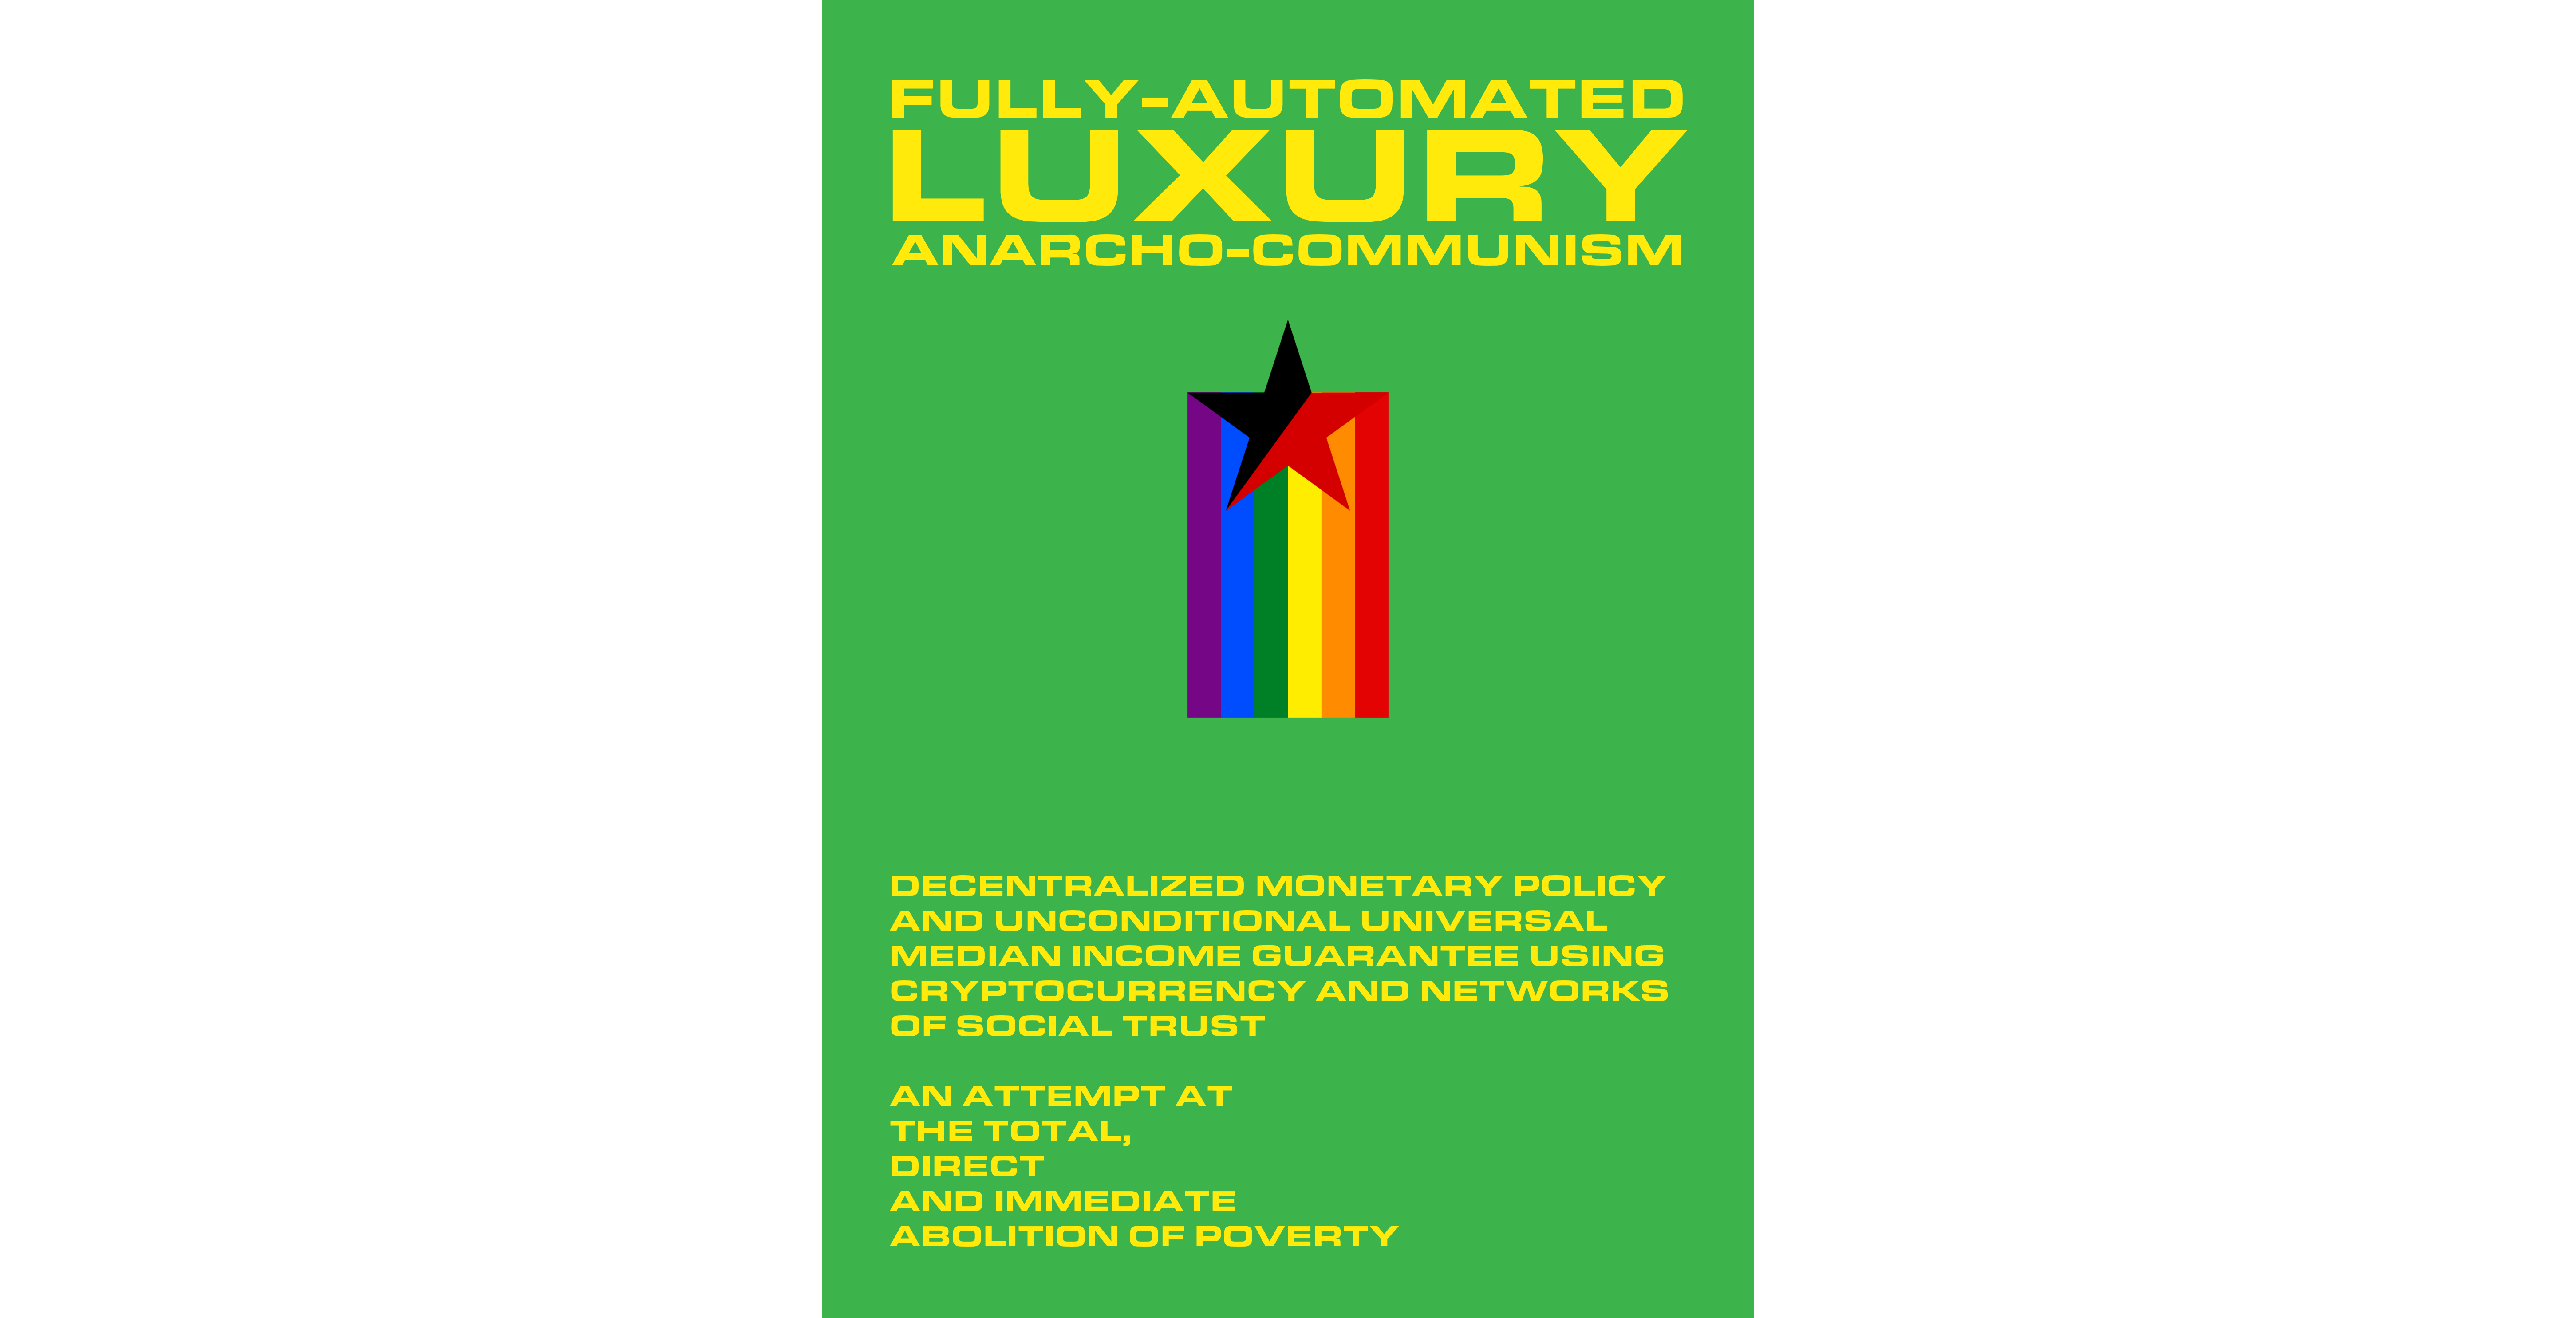 FULLY-AUTOMATED
LUXURY
ANARCHO-COMMUNISM
DECENTRALIZED MONETARY POLICY
AND UNCONDITIONAL UNIVERSAL
MEDIAN INCOME GUARANTEE USING
CRYPTOCURRENCY AND NETWORKS
OF SOCIAL TRUST
AN ATTEMPT AT
THE TOTAL,
DIRECT
AND IMMEDIATE
ABOLITION OF POVERTY